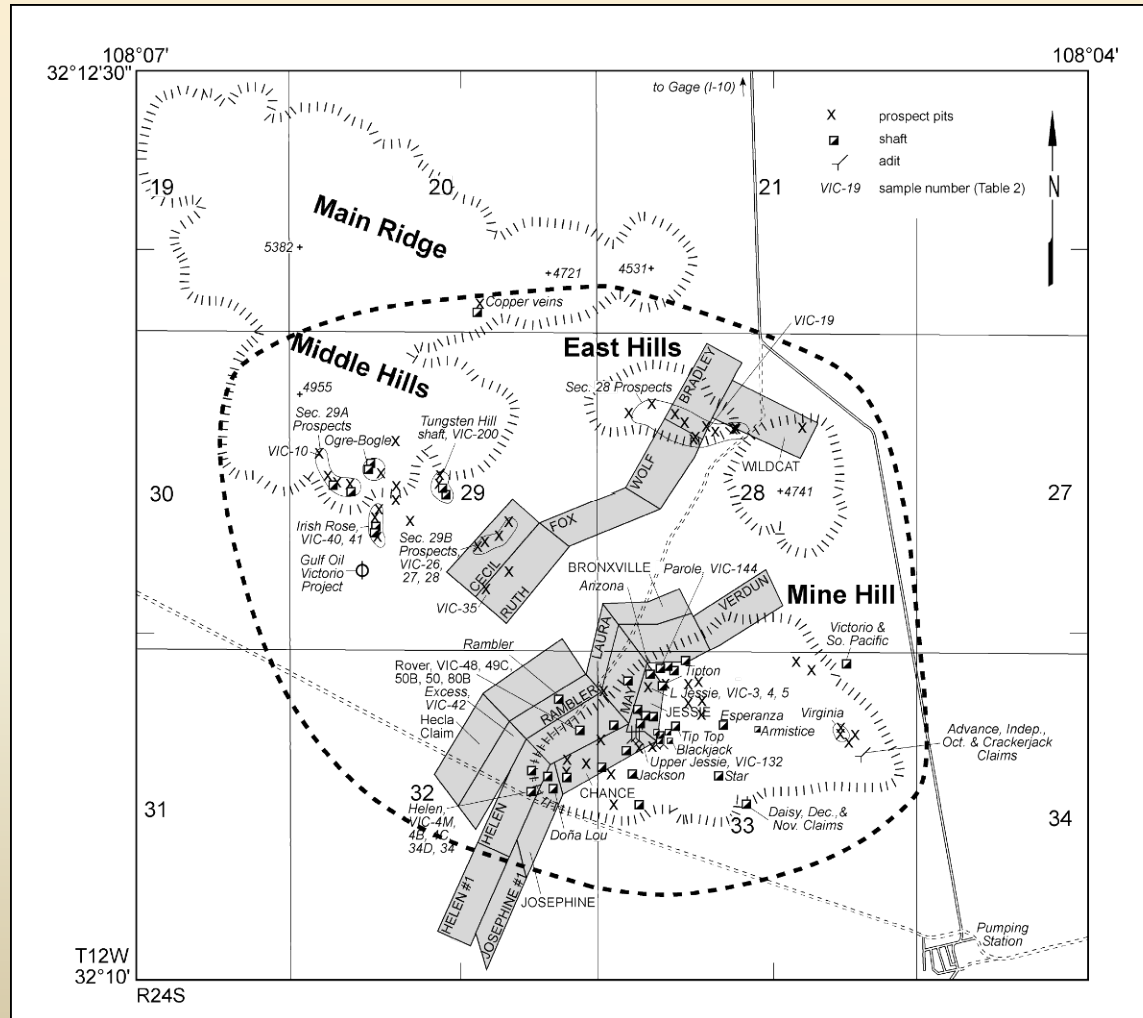 108°07'
108°04'
32°12'30"
to Gage (I-10)
X prospect pits
shaft
adit
VIC-19 sample number (Table 2)
N
19
20
21
Main Ridge
5382 +
+4721
4531+
Copper veins
VIC-19
Middle Hills
East Hills
BRADLEY
Sec. 28 Prospects
4955
Sec. 29A
Prospects
Ogre-Bogle
VIC-10
Tungsten Hill
shaft, VIC-200
WOLF
WILDCAT
30
29
28
+4741
27
Irish Rose,
VIC-40, 41
Sec. 29B
Prospects,
VIC-26,
27, 28
FOX
Gulf Oil
Victorio
Project
CECIL
RUTH
VIC-35
BRONXVILLE
Arizona
Parole, VIC-144
VERDUN
Mine Hill
LAURA
Victorio &
So. Pacific
Rambler
Rover, VIC-48, 49C,
50B, 50, 80B
Excess,
VIC-42
Hecla
Claim
RAMBLER
MAY
Tipton
L Jessie, VIC-3, 4, 5
JESSIE
Esperanza
Armistice
Virginia
Tip Top
Blackjack
Upper Jessie, VIC-132
Advance, Indep.,
Oct. & Crackerjack
Claims
Jackson
Star
CHANCE
31
32
33
34
Helen,
VIC-4M,
4B, 4C,
34D, 34
HELEN
Doña Lou
Daisy, Dec.,&
Nov. Claims
HELEN #1
JOSEPHINE #1
JOSEPHINE
Pumping
Station
T12W
32°10'
R24S